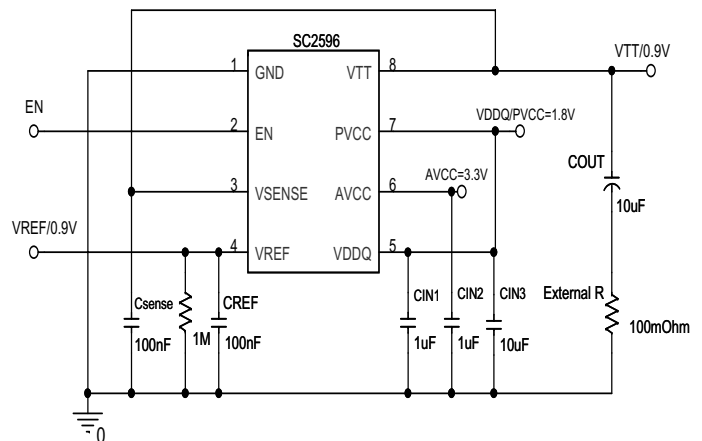 SC2596
VTT/0.9V
1
GND
VTT
8
EN
2
EN
PVCC
7
VDDQ/PVCC=1.8V
3
VSENSE
AVCC
6
AVCC=3.3V
COUT
10uF
VREF/0.9V
4
VREF
VDDQ
5
Csense
100nF
1M
CREF
100nF
CIN1
1uF
CIN2
1uF
CIN3
10uF
External R
100mOhm
0